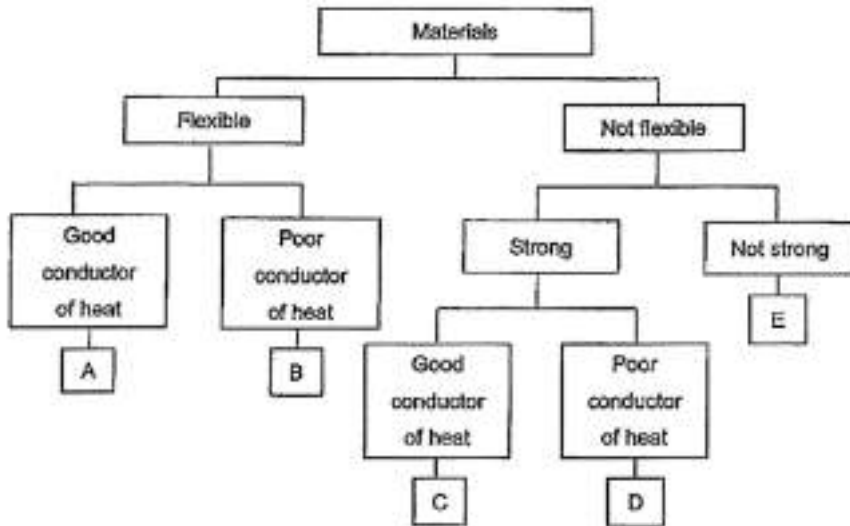 Materials
Flexible
Not flexible
Good
conductor
of heat
Poor
conductor
of heat
Strong
Not strong
A
B
E
Good
conductor
of heat
Poor
conductor
of heat
C
D